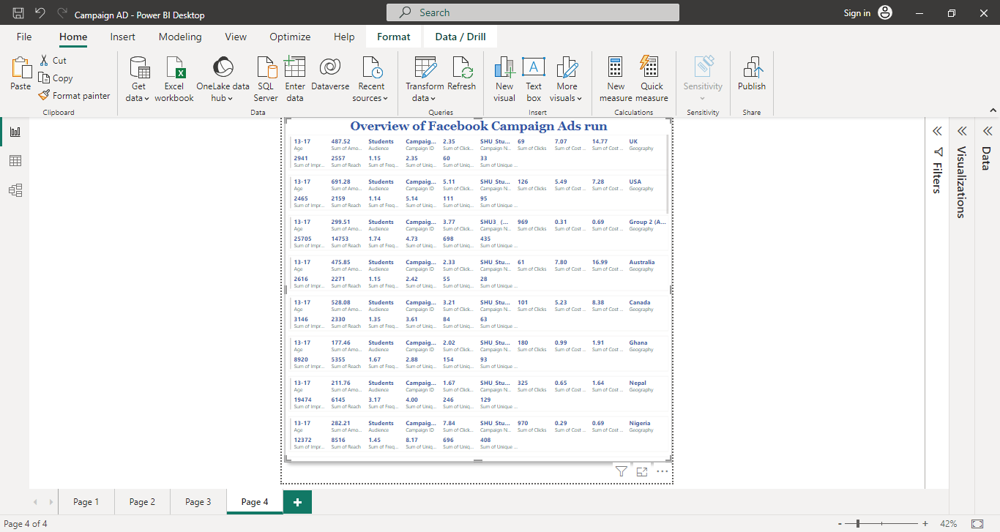 Campaign AD - Power BI Desktop
Search
Sign in
File Home Insert Modeling View Optimize Help Format Data / Drill
Paste
Cut
Copy
Format painter
Clipboard
Get data
Excel workbook
OneLake data hub
SQL Server
Enter data
Dataverse
Recent sources
Data
Transform data
Refresh
Queries
New visual
Text box
More visuals
Insert
New measure
Quick measure
Calculations
Sensitivity
Sensitivity
Publish
Share
Overview of Facebook Campaign Ads run
13-17 487.52 Students Campaig... 2.35 SHU Stu... 69 7.07 14.77 UK
Age Sum of Amo... Audience Campaign ID Sum of Click... Campaign N... Sum of Clicks Sum of Cost ... Sum of Cost ... Geography
2941 2557 1.15 2.35 60 33
Sum of Impr... Sum of Reach Sum of Freq... Sum of Uniq... Sum of Uniq... Sum of Unique ...
13-17 691.28 Students Campaig... 5.11 SHU Stu... 126 5.49 7.28 USA
Age Sum of Amo... Audience Campaign ID Sum of Click... Campaign N... Sum of Clicks Sum of Cost ... Sum of Cost ... Geography
2465 2159 1.14 5.14 111 95
Sum of Impr... Sum of Reach Sum of Freq... Sum of Uniq... Sum of Uniq... Sum of Unique ...
13-17 299.51 Students Campaig... 3.77 SHU3 (... 969 0.31 0.69 Group 2 (A...
Age Sum of Amo... Audience Campaign ID Sum of Click... Campaign N... Sum of Clicks Sum of Cost ... Sum of Cost ... Geography
25705 14753 1.74 4.73 698 435
Sum of Impr... Sum of Reach Sum of Freq... Sum of Uniq... Sum of Uniq... Sum of Unique ...
13-17 475.85 Students Campaig... 2.33 SHU Stu... 61 7.80 16.99 Australia
Age Sum of Amo... Audience Campaign ID Sum of Click... Campaign N... Sum of Clicks Sum of Cost ... Sum of Cost ... Geography
2616 2271 1.15 2.42 55 28
Sum of Impr... Sum of Reach Sum of Freq... Sum of Uniq... Sum of Uniq... Sum of Unique ...
13-17 528.08 Students Campaig... 3.21 SHU Stu... 101 5.23 8.38 Canada
Age Sum of Amo... Audience Campaign ID Sum of Click... Campaign N... Sum of Clicks Sum of Cost ... Sum of Cost ... Geography
3146 2330 1.35 3.61 84 63
Sum of Impr... Sum of Reach Sum of Freq... Sum of Uniq... Sum of Uniq... Sum of Unique ...
13-17 177.46 Students Campaig... 2.02 SHU Stu... 180 0.99 1.91 Ghana
Age Sum of Amo... Audience Campaign ID Sum of Click... Campaign N... Sum of Clicks Sum of Cost ... Sum of Cost ... Geography
8920 5355 1.67 2.88 154 93
Sum of Impr... Sum of Reach Sum of Freq... Sum of Uniq... Sum of Uniq... Sum of Unique ...
13-17 211.76 Students Campaig... 1.67 SHU Stu... 325 0.65 1.64 Nepal
Age Sum of Amo... Audience Campaign ID Sum of Click... Campaign N... Sum of Clicks Sum of Cost ... Sum of Cost ... Geography
19474 6145 3.17 4.00 246 129
Sum of Impr... Sum of Reach Sum of Freq... Sum of Uniq... Sum of Uniq... Sum of Unique ...
13-17 282.21 Students Campaig... 7.84 SHU Stu... 970 0.29 0.69 Nigeria
Age Sum of Amo... Audience Campaign ID Sum of Click... Campaign N... Sum of Clicks Sum of Cost ... Sum of Cost ... Geography
12372 8516 1.45 8.17 696 408
Sum of Impr... Sum of Reach Sum of Freq... Sum of Uniq... Sum of Uniq... Sum of Unique ...
Filters
Visualizations
Data
Page 1 Page 2 Page 3 Page 4 +
Page 4 of 4
- + 42%